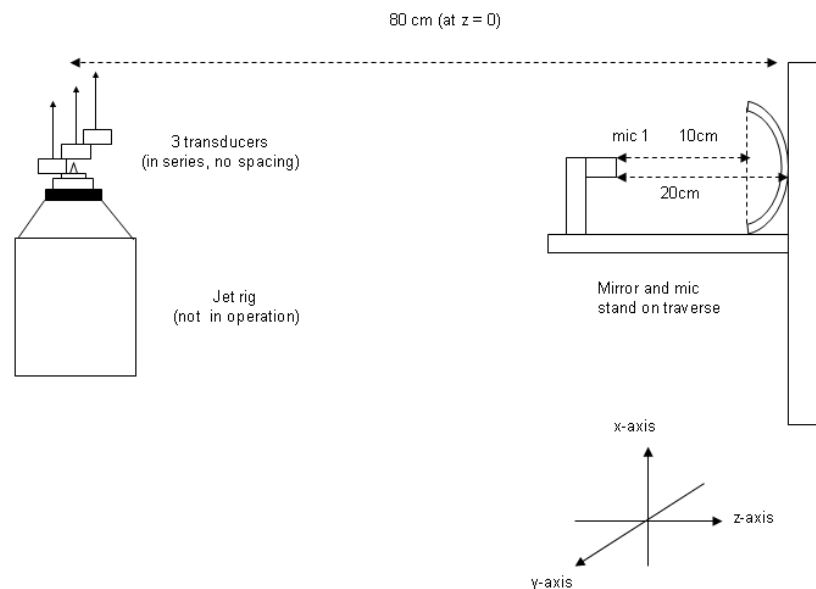 80 cm (at z = 0)
3 transducers
(in series, no spacing)
mic 1
10cm
20cm
Jet rig
(not in operation)
Mirror and mic
stand on traverse
x-axis
z-axis
y-axis